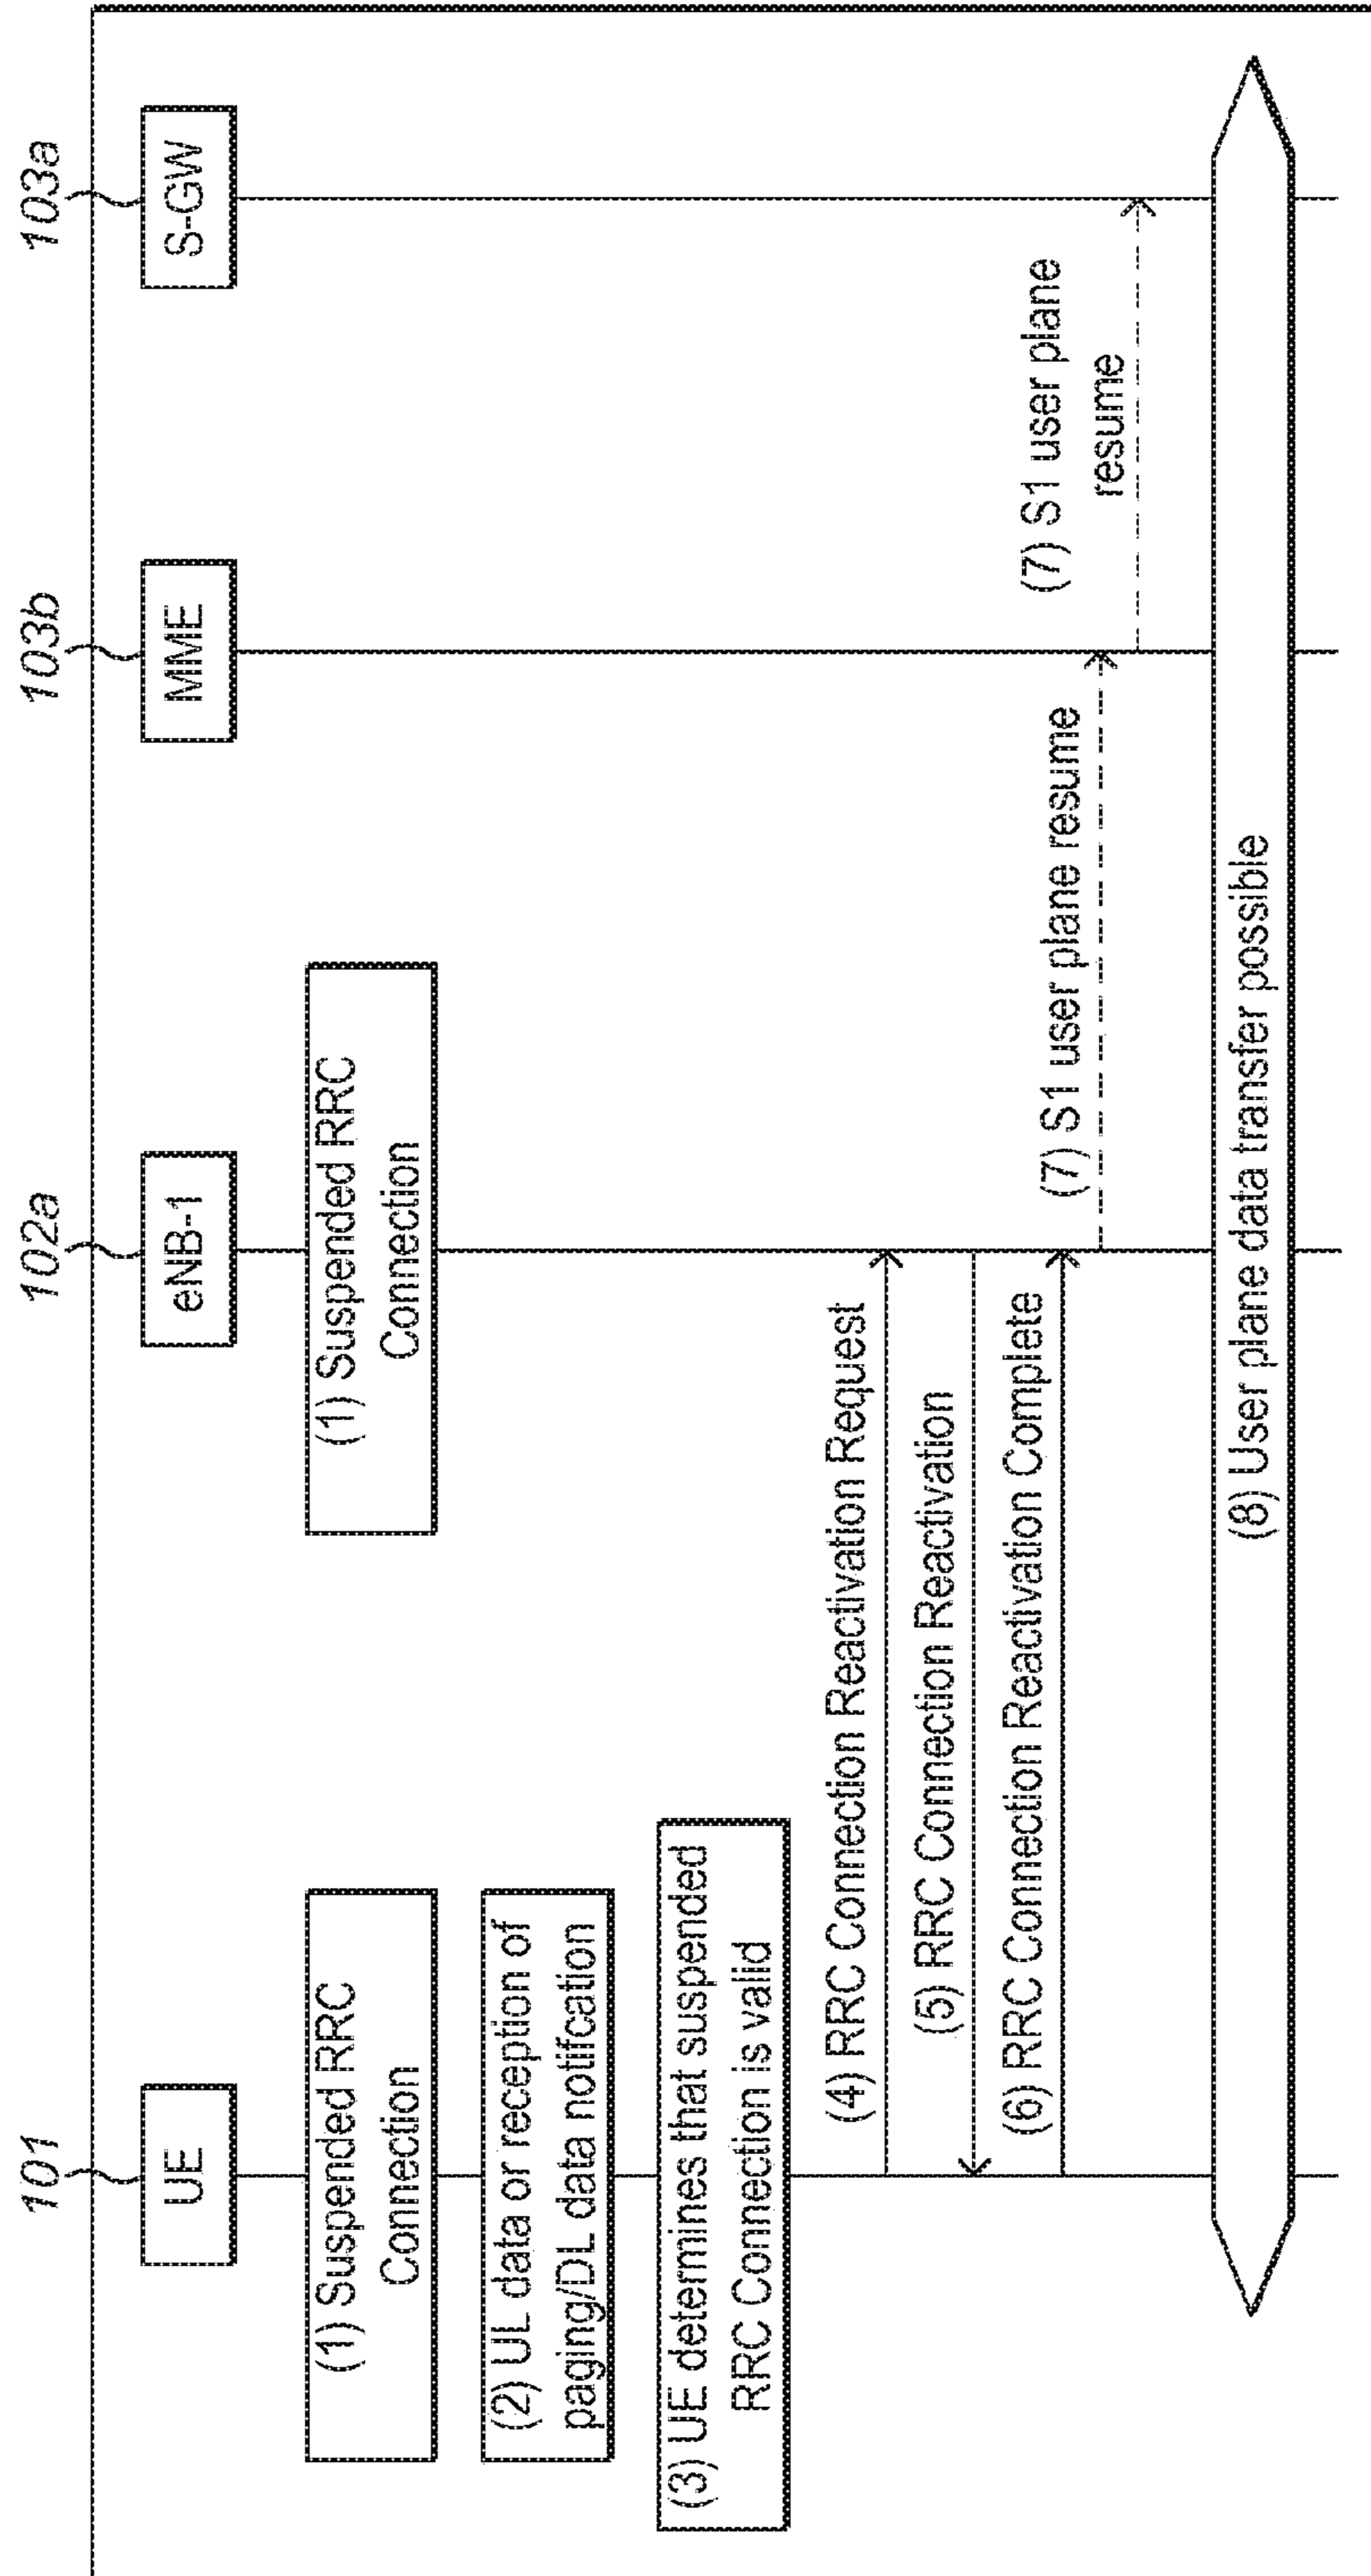 101
102a
103b
103a
UE
eNB-1
MME
S-GW
(1) Suspended RRC
Connection
(1) Suspended RRC
Connection
(2) UL data or reception of
paging/DL data notifcation
(3) UE determines that suspended
RRC Connection is valid
(4) RRC Connection Reactivation Request
(5) RRC Connection Reactivation
(6) RRC Connection Reactivation Complete
(7) S1 user plane resume
(7) S1 user plane
resume
(8) User plane data transfer possible